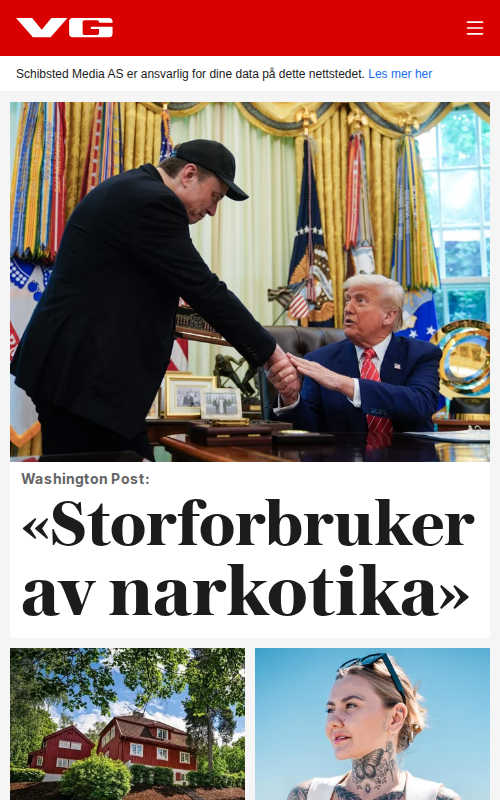 VG
Schibsted Media AS er ansvarlig for dine data på dette nettstedet. Les mer her
Washington Post:
«Storforbruker
av narkotika»